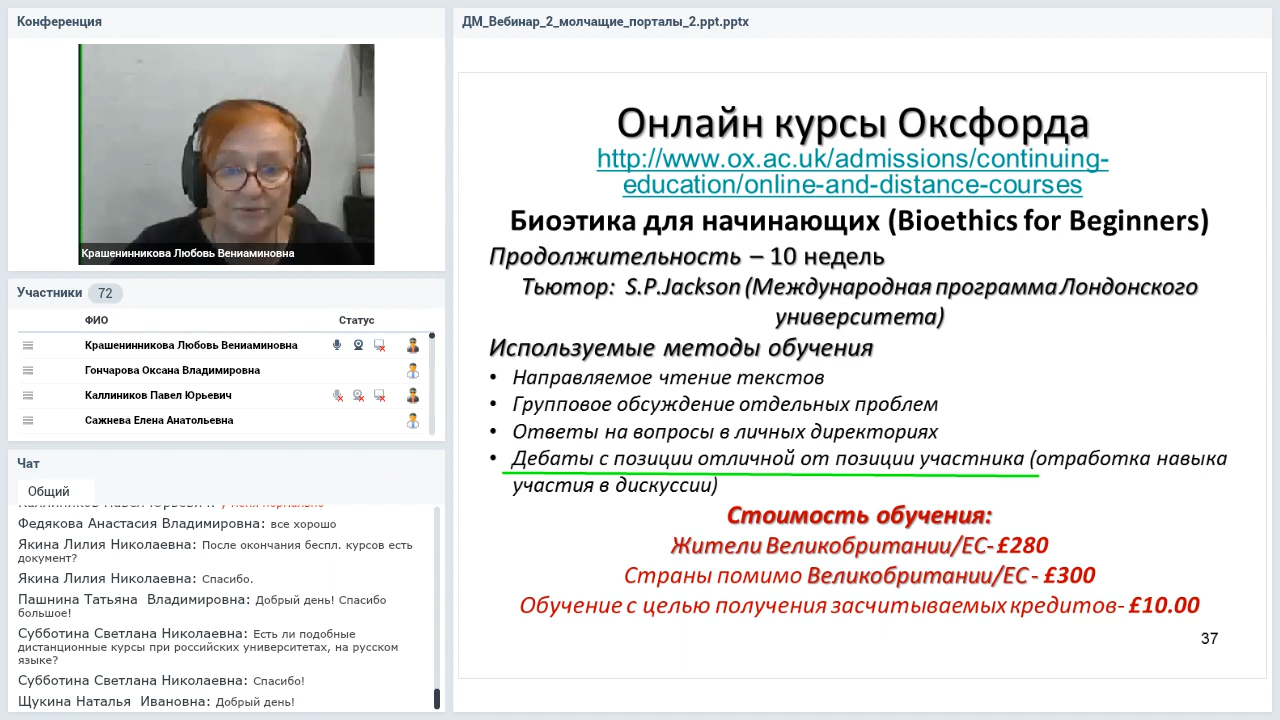 Конференция
Крашенинникова Любовь Вениаминовна
Участники 72
ФИО Статус
Крашенинникова Любовь Вениаминовна
Гончарова Оксана Владимировна
Каллиников Павел Юрьевич
Сажнева Елена Анатольевна
Чат
Общий
Каллиников Павел Юрьевич: у меня нормально
Федякова Анастасия Владимировна: все хорошо
Якина Лилия Николаевна: После окончания беспл. курсов есть
документ?
Якина Лилия Николаевна: Спасибо.
Пашнина Татьяна Владимировна: Добрый день! Спасибо
большое!
Субботина Светлана Николаевна: Есть ли подобные
дистанционные курсы при российских университетах, на русском
языке?
Субботина Светлана Николаевна: Спасибо!
Щукина Наталья Ивановна: Добрый день!
ДМ_Вебинар_2_молчащие_порталы_2.ppt.pptx
Онлайн курсы Оксфорда
http://www.ox.ac.uk/admissions/continuing-
education/online-and-distance-courses
Биоэтика для начинающих (Bioethics for Beginners)
Продолжительность – 10 недель
Тьютор: S.P.Jackson (Международная программа Лондонского
университета)
Используемые методы обучения
• Направляемое чтение текстов
• Групповое обсуждение отдельных проблем
• Ответы на вопросы в личных директориях
• Дебаты с позиции отличной от позиции участника (отработка навыка
участия в дискуссии)
Стоимость обучения:
Жители Великобритании/ЕС- £280
Страны помимо Великобритании/ЕС - £300
Обучение с целью получения засчитываемых кредитов- £10.00
37